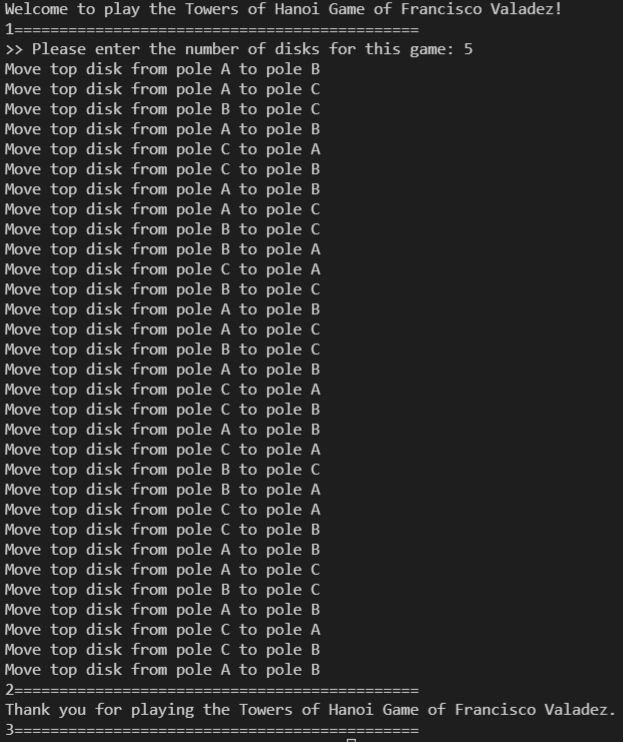 Welcome to play the Towers of Hanoi Game of Francisco Valadez!
1=============================================
>> Please enter the number of disks for this game: 5
Move top disk from pole A to pole B
Move top disk from pole A to pole C
Move top disk from pole B to pole C
Move top disk from pole A to pole B
Move top disk from pole C to pole A
Move top disk from pole C to pole B
Move top disk from pole A to pole B
Move top disk from pole A to pole C
Move top disk from pole B to pole C
Move top disk from pole B to pole A
Move top disk from pole C to pole A
Move top disk from pole B to pole C
Move top disk from pole A to pole B
Move top disk from pole A to pole C
Move top disk from pole B to pole C
Move top disk from pole A to pole B
Move top disk from pole C to pole A
Move top disk from pole C to pole B
Move top disk from pole A to pole B
Move top disk from pole C to pole A
Move top disk from pole B to pole C
Move top disk from pole B to pole A
Move top disk from pole C to pole A
Move top disk from pole C to pole B
Move top disk from pole A to pole B
Move top disk from pole A to pole C
Move top disk from pole B to pole C
Move top disk from pole A to pole B
Move top disk from pole C to pole A
Move top disk from pole C to pole B
Move top disk from pole A to pole B
2=============================================
Thank you for playing the Towers of Hanoi Game of Francisco Valadez.
3=============================================